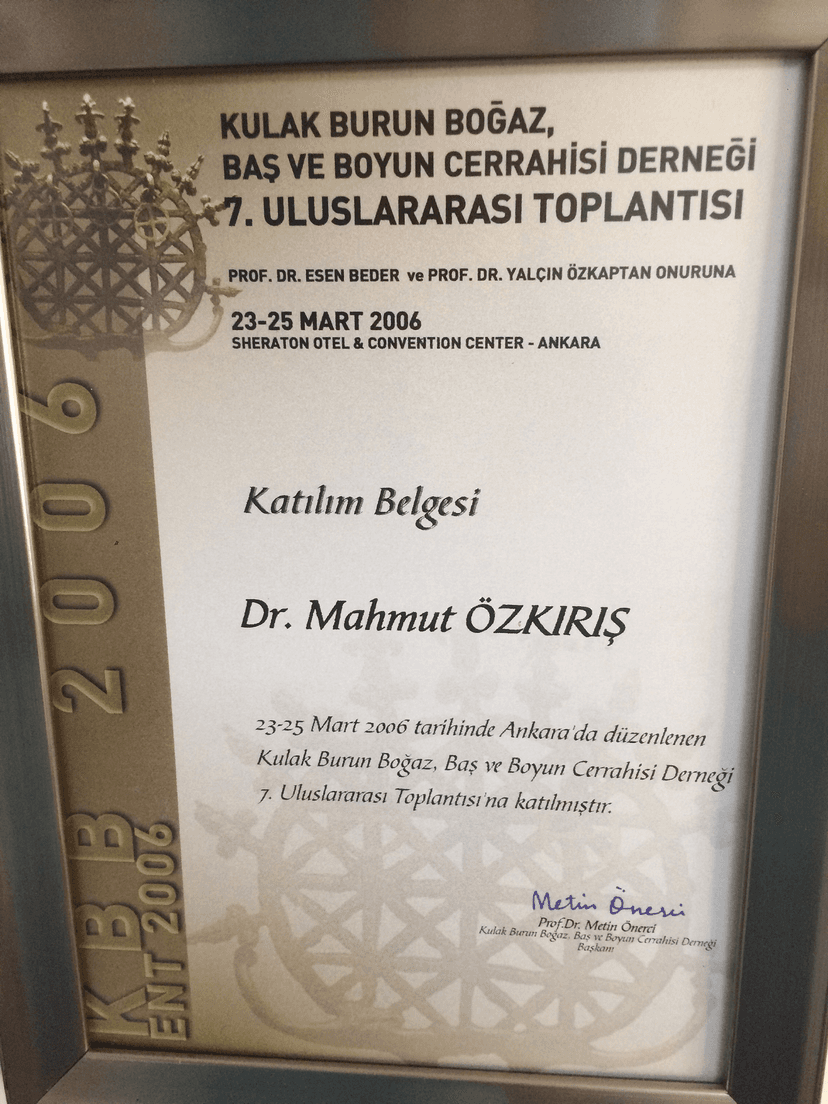 KULAK BURUN BOĞAZ,
BAŞ VE BOYUN CERRAHİSİ DERNEĞİ
7. ULUSLARARASI TOPLANTISI
PROF. DR. ESEN BEDER ve PROF. DR. YALÇIN ÖZKAPTAN ONURUNA
23-25 MART 2006
SHERATON OTEL & CONVENTION CENTER - ANKARA
Katılım Belgesi
Dr. Mahmut ÖZKIRIŞ
23-25 Mart 2006 tarihinde Ankara'da düzenlenen
Kulak Burun Boğaz, Baş ve Boyun Cerrahisi Derneği
7. Uluslararası Toplantısı'na katılmıştır.
Metin Önerci
Prof.Dr. Metin Önerci
Kulak Burun Boğaz, Baş ve Boyun Cerrahisi Derneği
Başkanı
KBB 2006
ENT 2006